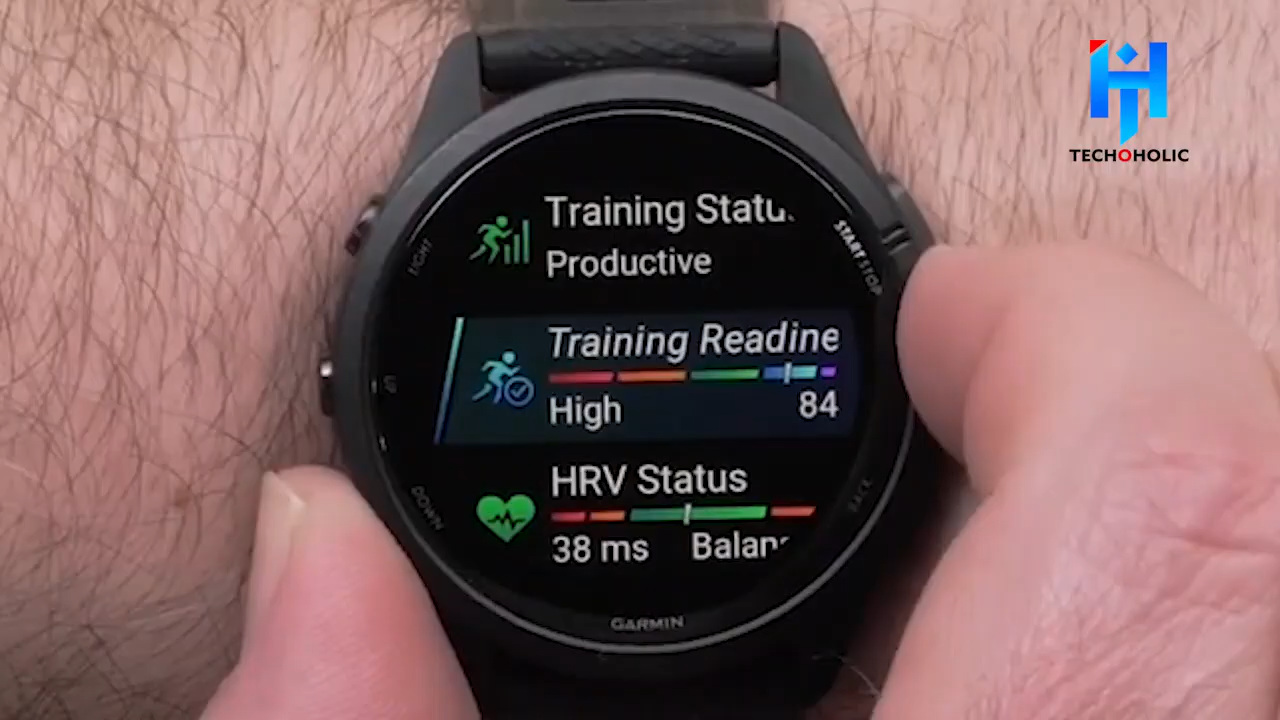 TECHOHOLIC
Training Statu
Productive
START STOP
LIGHT
Training Readine
High 84
UP
HRV Status
38 ms Balan
DOWN
BACK
GARMIN